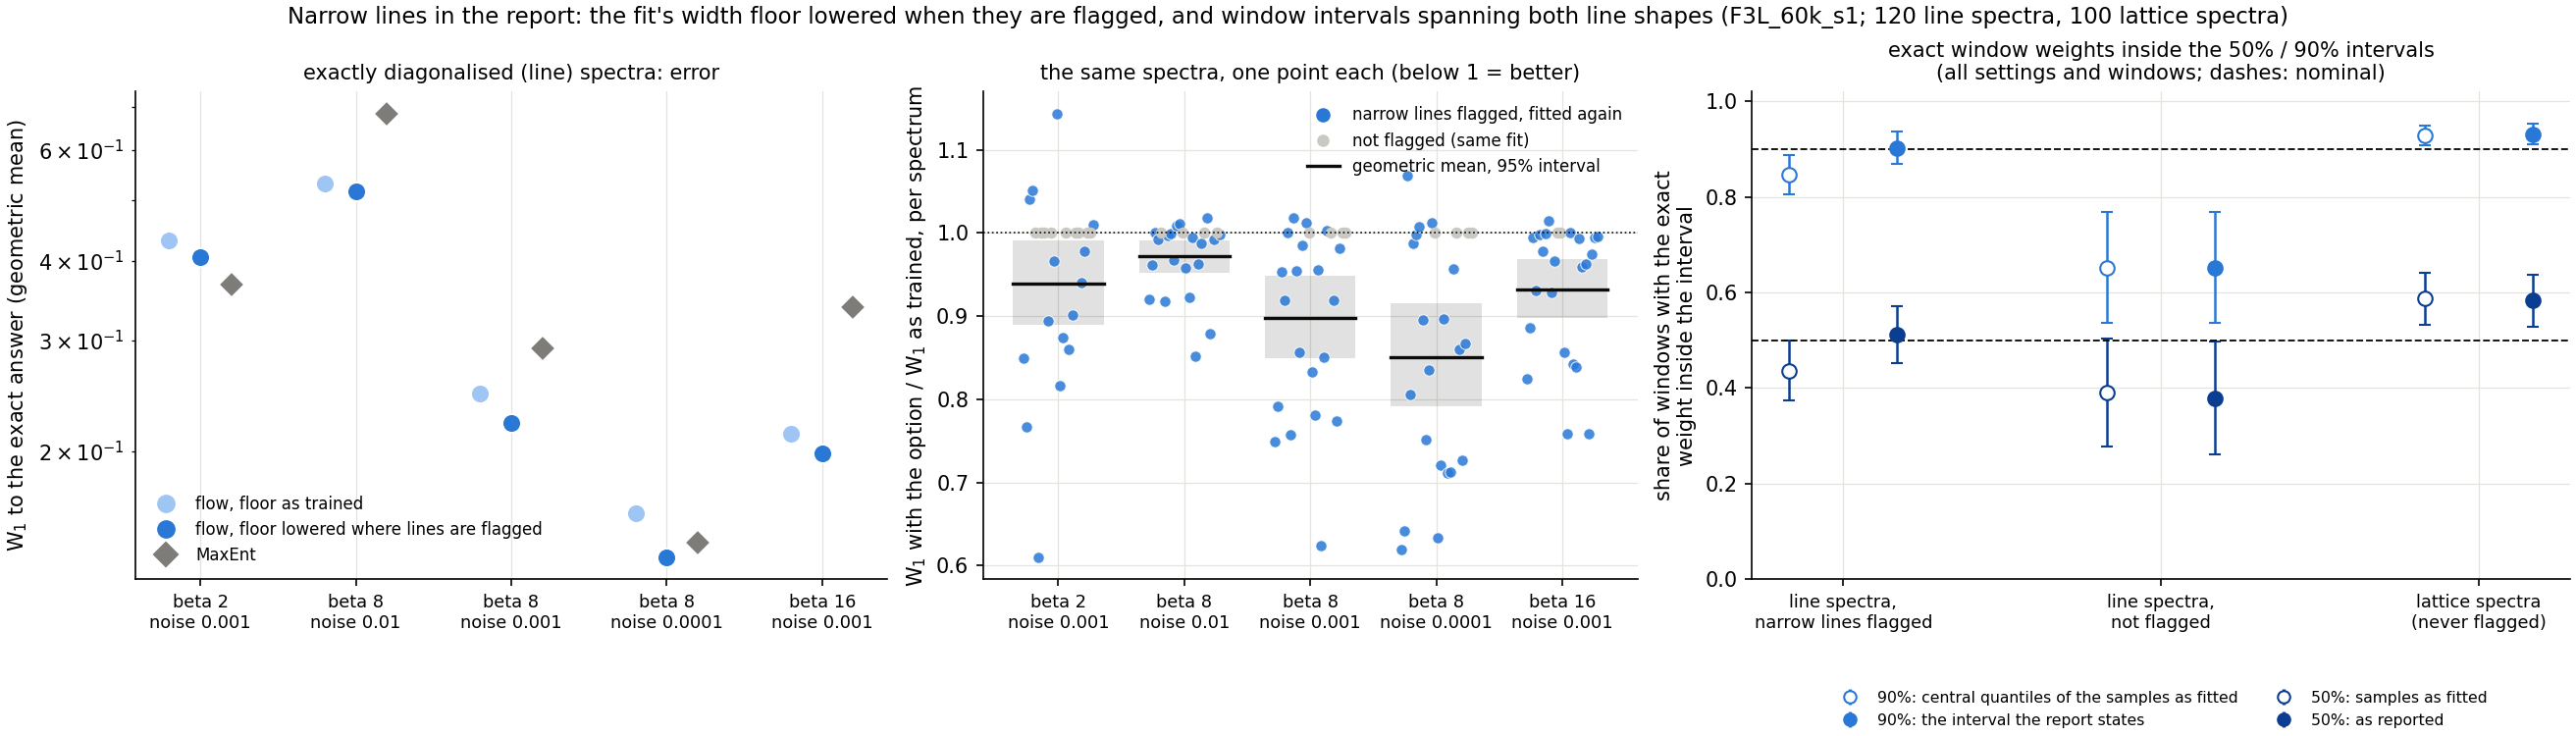 Narrow lines in the report: the fit's width floor lowered when they are flagged, and window intervals spanning both line shapes (F3L_60k_s1; 120 line spectra, 100 lattice spectra)
exactly diagonalised (line) spectra: error
W₁ to the exact answer (geometric mean)
6 × 10⁻¹
4 × 10⁻¹
3 × 10⁻¹
2 × 10⁻¹
flow, floor as trained
flow, floor lowered where lines are flagged
MaxEnt
beta 2
noise 0.001
beta 8
noise 0.01
beta 8
noise 0.001
beta 8
noise 0.0001
beta 16
noise 0.001
the same spectra, one point each (below 1 = better)
W₁ with the option / W₁ as trained, per spectrum
1.1
1.0
0.9
0.8
0.7
0.6
narrow lines flagged, fitted again
not flagged (same fit)
geometric mean, 95% interval
beta 2
noise 0.001
beta 8
noise 0.01
beta 8
noise 0.001
beta 8
noise 0.0001
beta 16
noise 0.001
exact window weights inside the 50% / 90% intervals
(all settings and windows; dashes: nominal)
share of windows with the exact
weight inside the interval
1.0
0.8
0.6
0.4
0.2
0.0
line spectra,
narrow lines flagged
line spectra,
not flagged
lattice spectra
(never flagged)
90%: central quantiles of the samples as fitted
90%: the interval the report states
50%: samples as fitted
50%: as reported